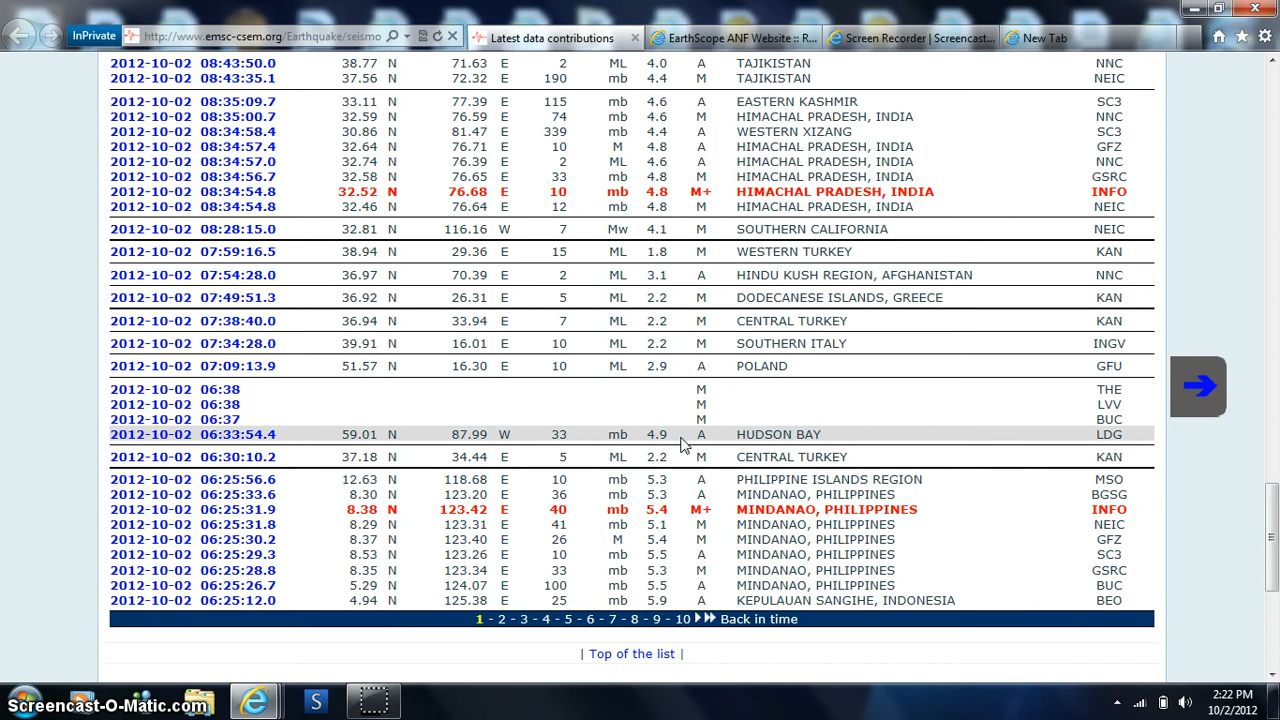 InPrivate http://www.emsc-csem.org/Earthquake/seismo Latest data contributions EarthScope ANF Website :: R... Screen Recorder | Screencast... New Tab
2012-10-02 08:43:50.0 38.77 N 71.63 E 2 ML 4.0 A TAJIKISTAN NNC
2012-10-02 08:43:35.1 37.56 N 72.32 E 190 mb 4.4 M TAJIKISTAN NEIC
2012-10-02 08:35:09.7 33.11 N 77.39 E 115 mb 4.6 A EASTERN KASHMIR SC3
2012-10-02 08:35:00.7 32.59 N 76.59 E 74 mb 4.6 M HIMACHAL PRADESH, INDIA NNC
2012-10-02 08:34:58.4 30.86 N 81.47 E 339 mb 4.4 A WESTERN XIZANG SC3
2012-10-02 08:34:57.4 32.64 N 76.71 E 10 M 4.8 A HIMACHAL PRADESH, INDIA GFZ
2012-10-02 08:34:57.0 32.74 N 76.39 E 2 ML 4.6 A HIMACHAL PRADESH, INDIA NNC
2012-10-02 08:34:56.7 32.58 N 76.65 E 33 mb 4.8 M HIMACHAL PRADESH, INDIA GSRC
2012-10-02 08:34:54.8 32.52 N 76.68 E 10 mb 4.8 M+ HIMACHAL PRADESH, INDIA INFO
2012-10-02 08:34:54.8 32.46 N 76.64 E 12 mb 4.8 M HIMACHAL PRADESH, INDIA NEIC
2012-10-02 08:28:15.0 32.81 N 116.16 W 7 Mw 4.1 M SOUTHERN CALIFORNIA NEIC
2012-10-02 07:59:16.5 38.94 N 29.36 E 15 ML 1.8 M WESTERN TURKEY KAN
2012-10-02 07:54:28.0 36.97 N 70.39 E 2 ML 3.1 A HINDU KUSH REGION, AFGHANISTAN NNC
2012-10-02 07:49:51.3 36.92 N 26.31 E 5 ML 2.2 M DODECANESE ISLANDS, GREECE KAN
2012-10-02 07:38:40.0 36.94 N 33.94 E 7 ML 2.2 M CENTRAL TURKEY KAN
2012-10-02 07:34:28.0 39.91 N 16.01 E 10 ML 2.2 M SOUTHERN ITALY INGV
2012-10-02 07:09:13.9 51.57 N 16.30 E 10 ML 2.9 A POLAND GFU
2012-10-02 06:38 M THE
2012-10-02 06:38 M LVV
2012-10-02 06:37 M BUC
2012-10-02 06:33:54.4 59.01 N 87.99 W 33 mb 4.9 A HUDSON BAY LDG
2012-10-02 06:30:10.2 37.18 N 34.44 E 5 ML 2.2 M CENTRAL TURKEY KAN
2012-10-02 06:25:56.6 12.63 N 118.68 E 10 mb 5.3 A PHILIPPINE ISLANDS REGION MSO
2012-10-02 06:25:33.6 8.30 N 123.20 E 36 mb 5.3 A MINDANAO, PHILIPPINES BGSG
2012-10-02 06:25:31.9 8.38 N 123.42 E 40 mb 5.4 M+ MINDANAO, PHILIPPINES INFO
2012-10-02 06:25:31.8 8.29 N 123.31 E 41 mb 5.1 M MINDANAO, PHILIPPINES NEIC
2012-10-02 06:25:30.2 8.37 N 123.40 E 26 M 5.4 M MINDANAO, PHILIPPINES GFZ
2012-10-02 06:25:29.3 8.53 N 123.26 E 10 mb 5.5 A MINDANAO, PHILIPPINES SC3
2012-10-02 06:25:28.8 8.35 N 123.34 E 33 mb 5.3 M MINDANAO, PHILIPPINES GSRC
2012-10-02 06:25:26.7 5.29 N 124.07 E 100 mb 5.5 A MINDANAO, PHILIPPINES BUC
2012-10-02 06:25:12.0 4.94 N 125.38 E 25 mb 5.9 A KEPULAUAN SANGIHE, INDONESIA BEO
1 - 2 - 3 - 4 - 5 - 6 - 7 - 8 - 9 - 10 Back in time
| Top of the list |
S
2:22 PM
10/2/2012
Screencast-O-Matic.com